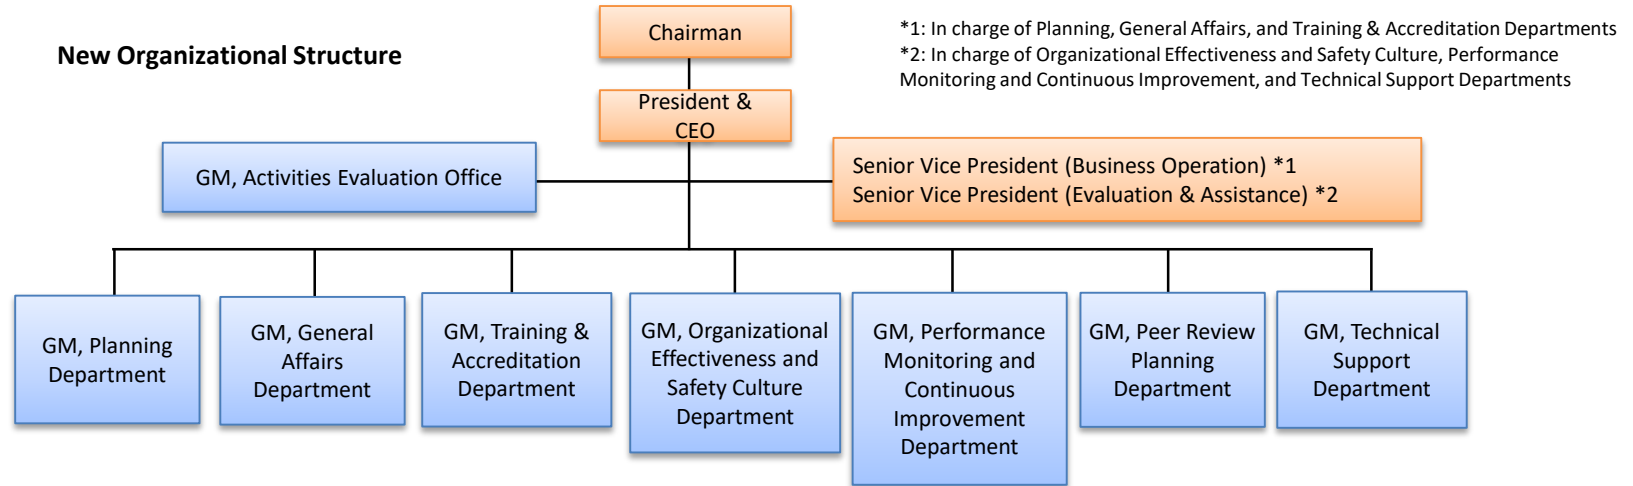 New Organizational Structure
Chairman
*1: In charge of Planning, General Affairs, and Training & Accreditation Departments
*2: In charge of Organizational Effectiveness and Safety Culture, Performance
Monitoring and Continuous Improvement, and Technical Support Departments
President &
CEO
GM, Activities Evaluation Office
Senior Vice President (Business Operation) *1
Senior Vice President (Evaluation & Assistance) *2
GM, Planning
Department
GM, General
Affairs
Department
GM, Training &
Accreditation
Department
GM, Organizational
Effectiveness and
Safety Culture
Department
GM, Performance
Monitoring and
Continuous
Improvement
Department
GM, Peer Review
Planning
Department
GM, Technical
Support
Department